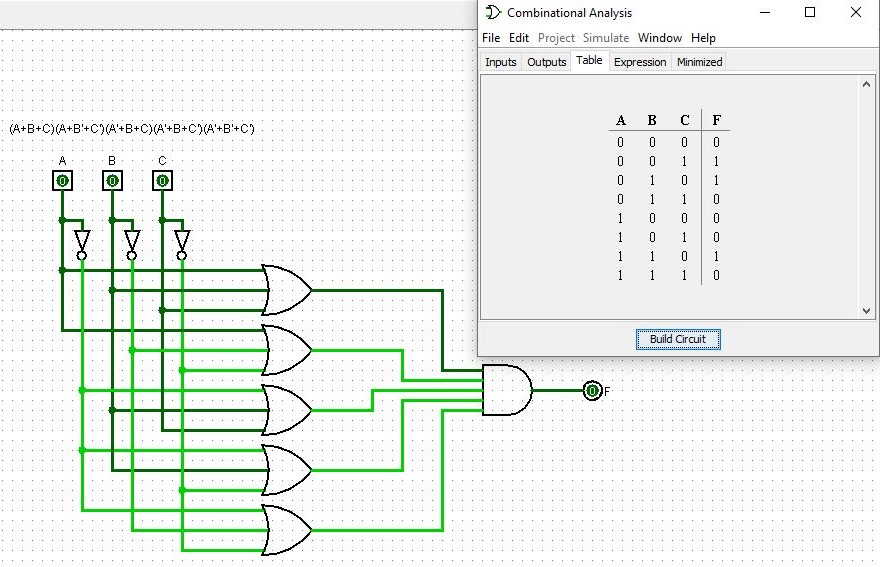 Combinational Analysis
File Edit Project Simulate Window Help
Inputs Outputs Table Expression Minimized
A B C F
0 0 0 0
0 0 1 1
0 1 0 1
0 1 1 0
1 0 0 0
1 0 1 0
1 1 0 1
1 1 1 0
Build Circuit
(A+B+C)(A+B'+C')(A'+B+C)(A'+B+C')(A'+B'+C')
A B C
0 0 0
0 F